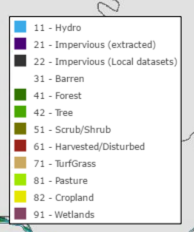 11 - Hydro
21 - Impervious (extracted)
22 - Impervious (Local datasets)
31 - Barren
41 - Forest
42 - Tree
51 - Scrub/Shrub
61 - Harvested/Disturbed
71 - TurfGrass
81 - Pasture
82 - Cropland
91 - Wetlands